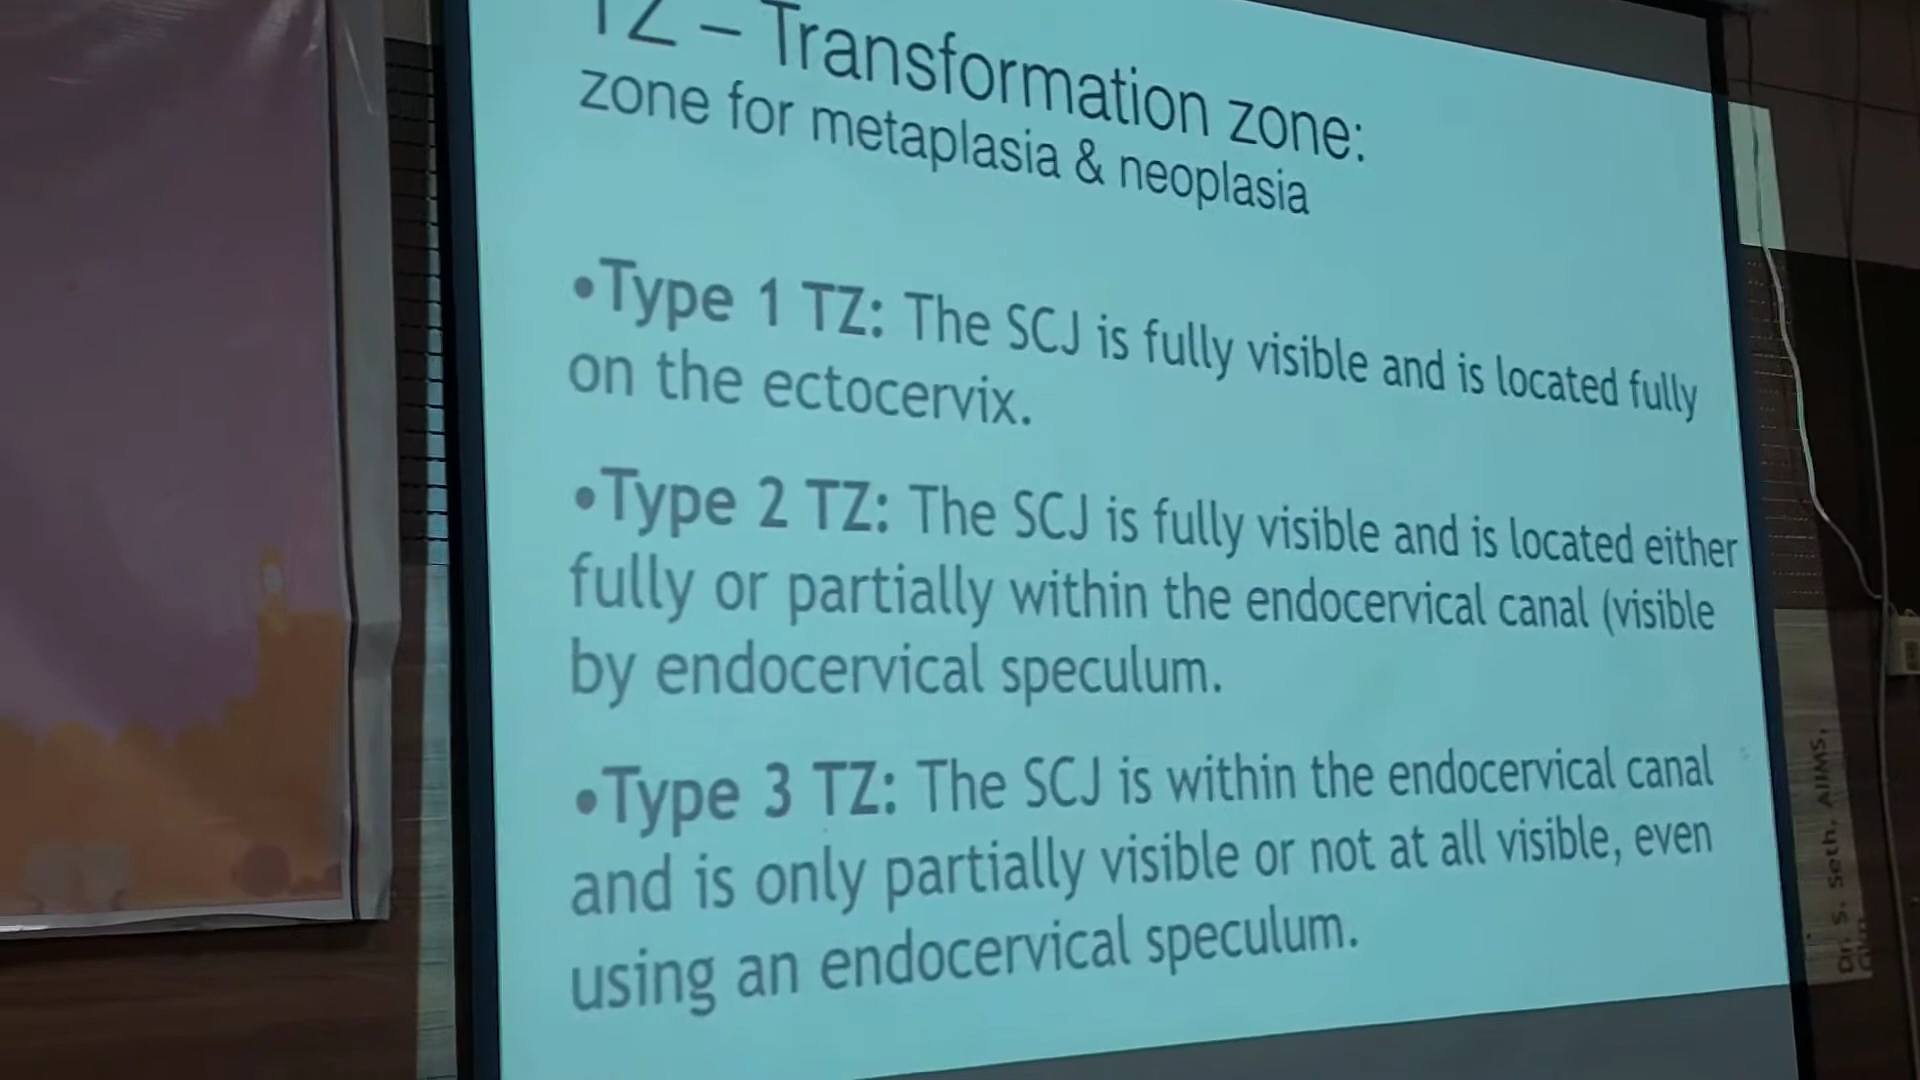 TZ – Transformation zone:
zone for metaplasia & neoplasia
•Type 1 TZ: The SCJ is fully visible and is located fully
on the ectocervix.
•Type 2 TZ: The SCJ is fully visible and is located either
fully or partially within the endocervical canal (visible
by endocervical speculum.
•Type 3 TZ: The SCJ is within the endocervical canal
and is only partially visible or not at all visible, even
using an endocervical speculum.
Dr. S. Seth, AIIMS,